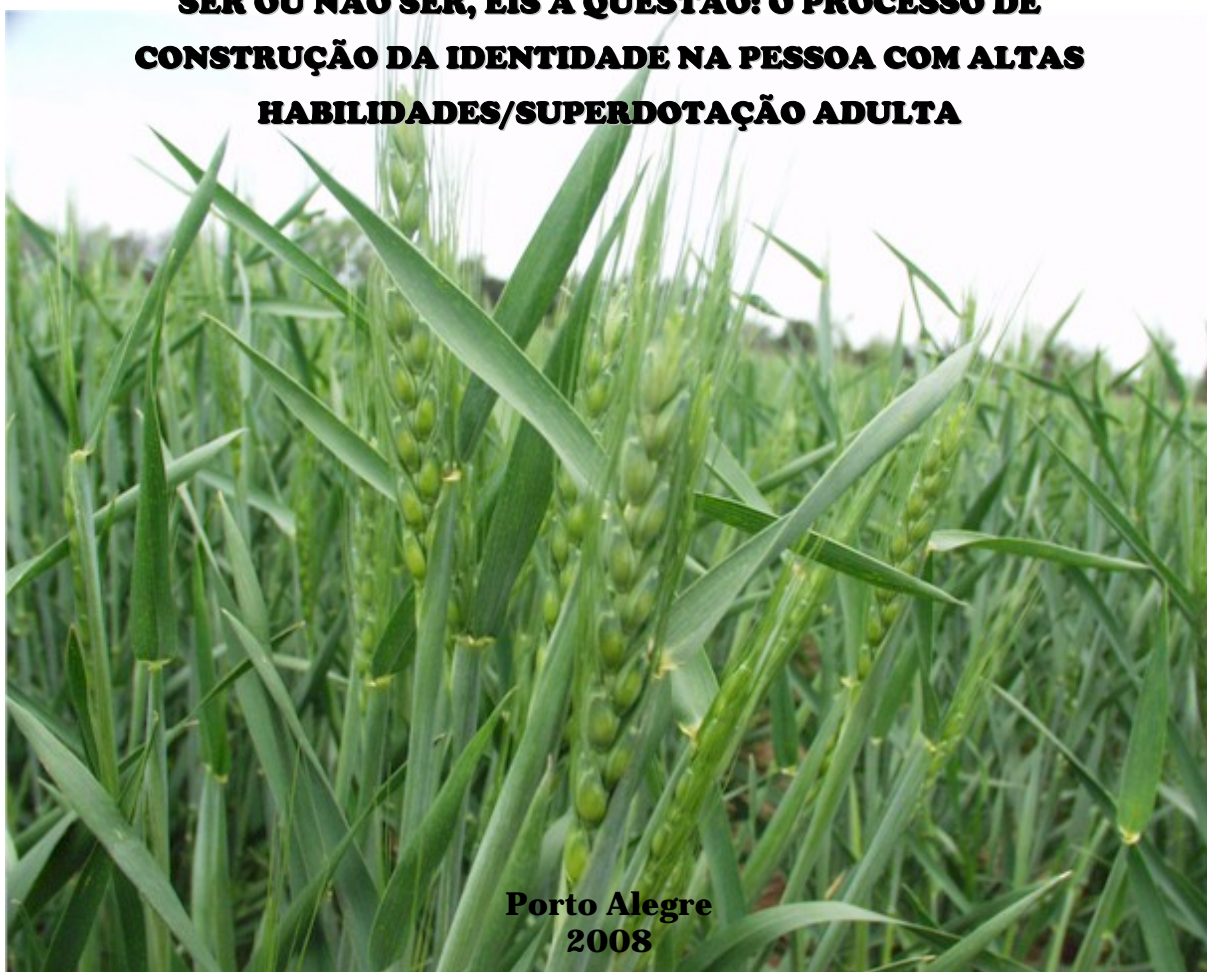 SER OU NÃO SER, EIS A QUESTÃO: O PROCESSO DE
CONSTRUÇÃO DA IDENTIDADE NA PESSOA COM ALTAS
HABILIDADES/SUPERDOTAÇÃO ADULTA
Porto Alegre
2008